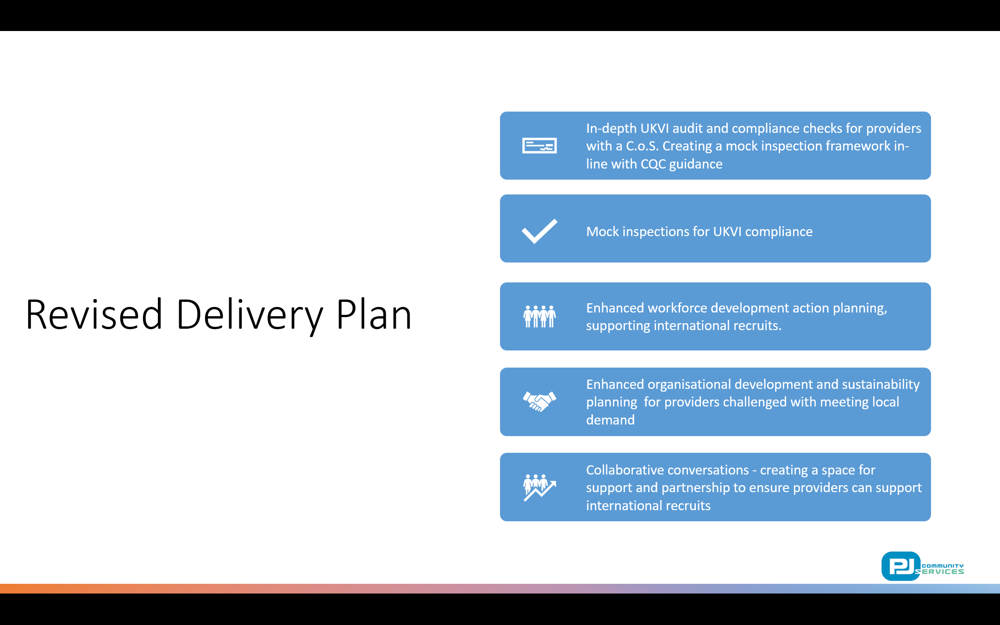 Revised Delivery Plan
In-depth UKVI audit and compliance checks for providers
with a C.o.S. Creating a mock inspection framework in-
line with CQC guidance
Mock inspections for UKVI compliance
Enhanced workforce development action planning,
supporting international recruits.
Enhanced organisational development and sustainability
planning  for providers challenged with meeting local
demand
Collaborative conversations - creating a space for
support and partnership to ensure providers can support
international recruits
PJ COMMUNITY
SERVICES